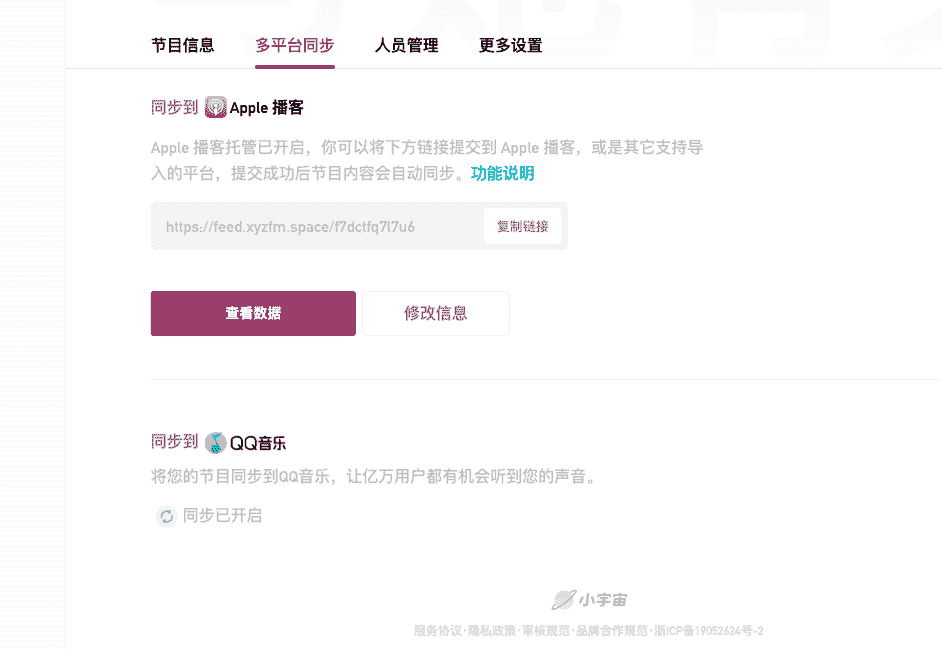 节目信息 多平台同步 人员管理 更多设置
同步到 Apple 播客
Apple 播客托管已开启，你可以将下方链接提交到 Apple 播客，或是其它支持导
入的平台，提交成功后节目内容会自动同步。功能说明
https://feed.xyzfm.space/f7dctfq7l7u6 复制链接
查看数据 修改信息
同步到 QQ音乐
将您的节目同步到QQ音乐，让亿万用户都有机会听到您的声音。
同步已开启
小宇宙
服务协议·隐私政策·审核规范·品牌合作规范·浙ICP备19052624号-2